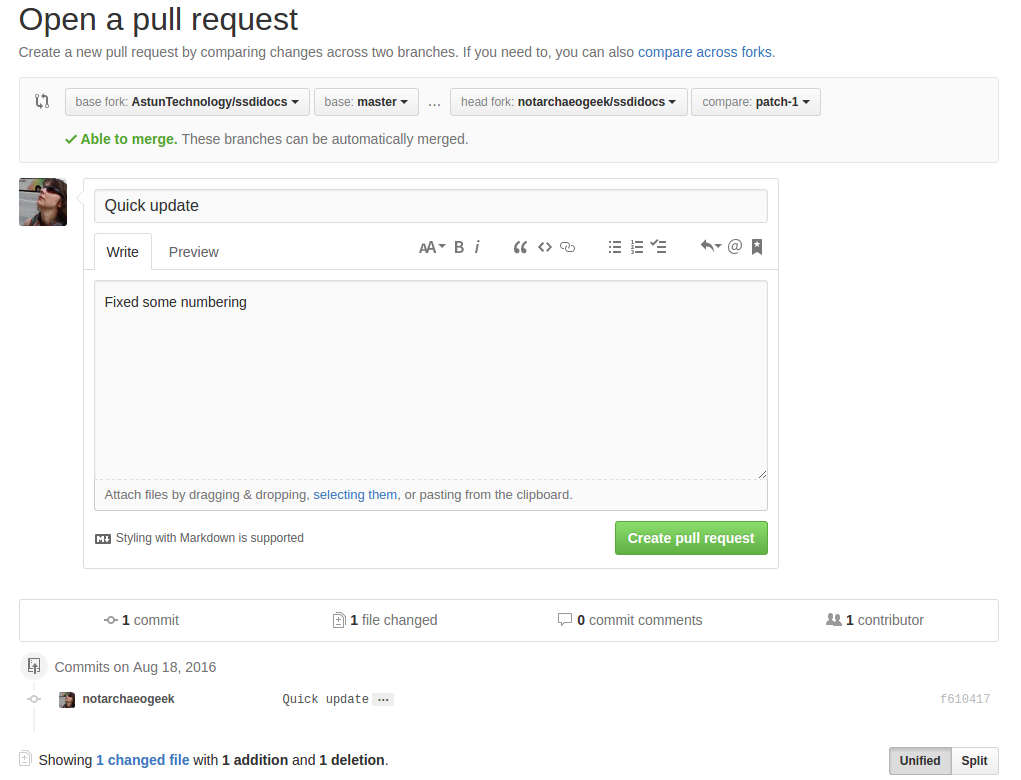 Open a pull request
Create a new pull request by comparing changes across two branches. If you need to, you can also compare across forks.
base fork: AstunTechnology/ssdidocs base: master ... head fork: notarchaeogeek/ssdidocs compare: patch-1
Able to merge. These branches can be automatically merged.
Quick update
Write Preview AA B i “ <> @
Fixed some numbering
Attach files by dragging & dropping, selecting them, or pasting from the clipboard.
Styling with Markdown is supported Create pull request
1 commit 1 file changed 0 commit comments 1 contributor
Commits on Aug 18, 2016
notarchaeogeek Quick update ... f610417
Showing 1 changed file with 1 addition and 1 deletion. Unified Split